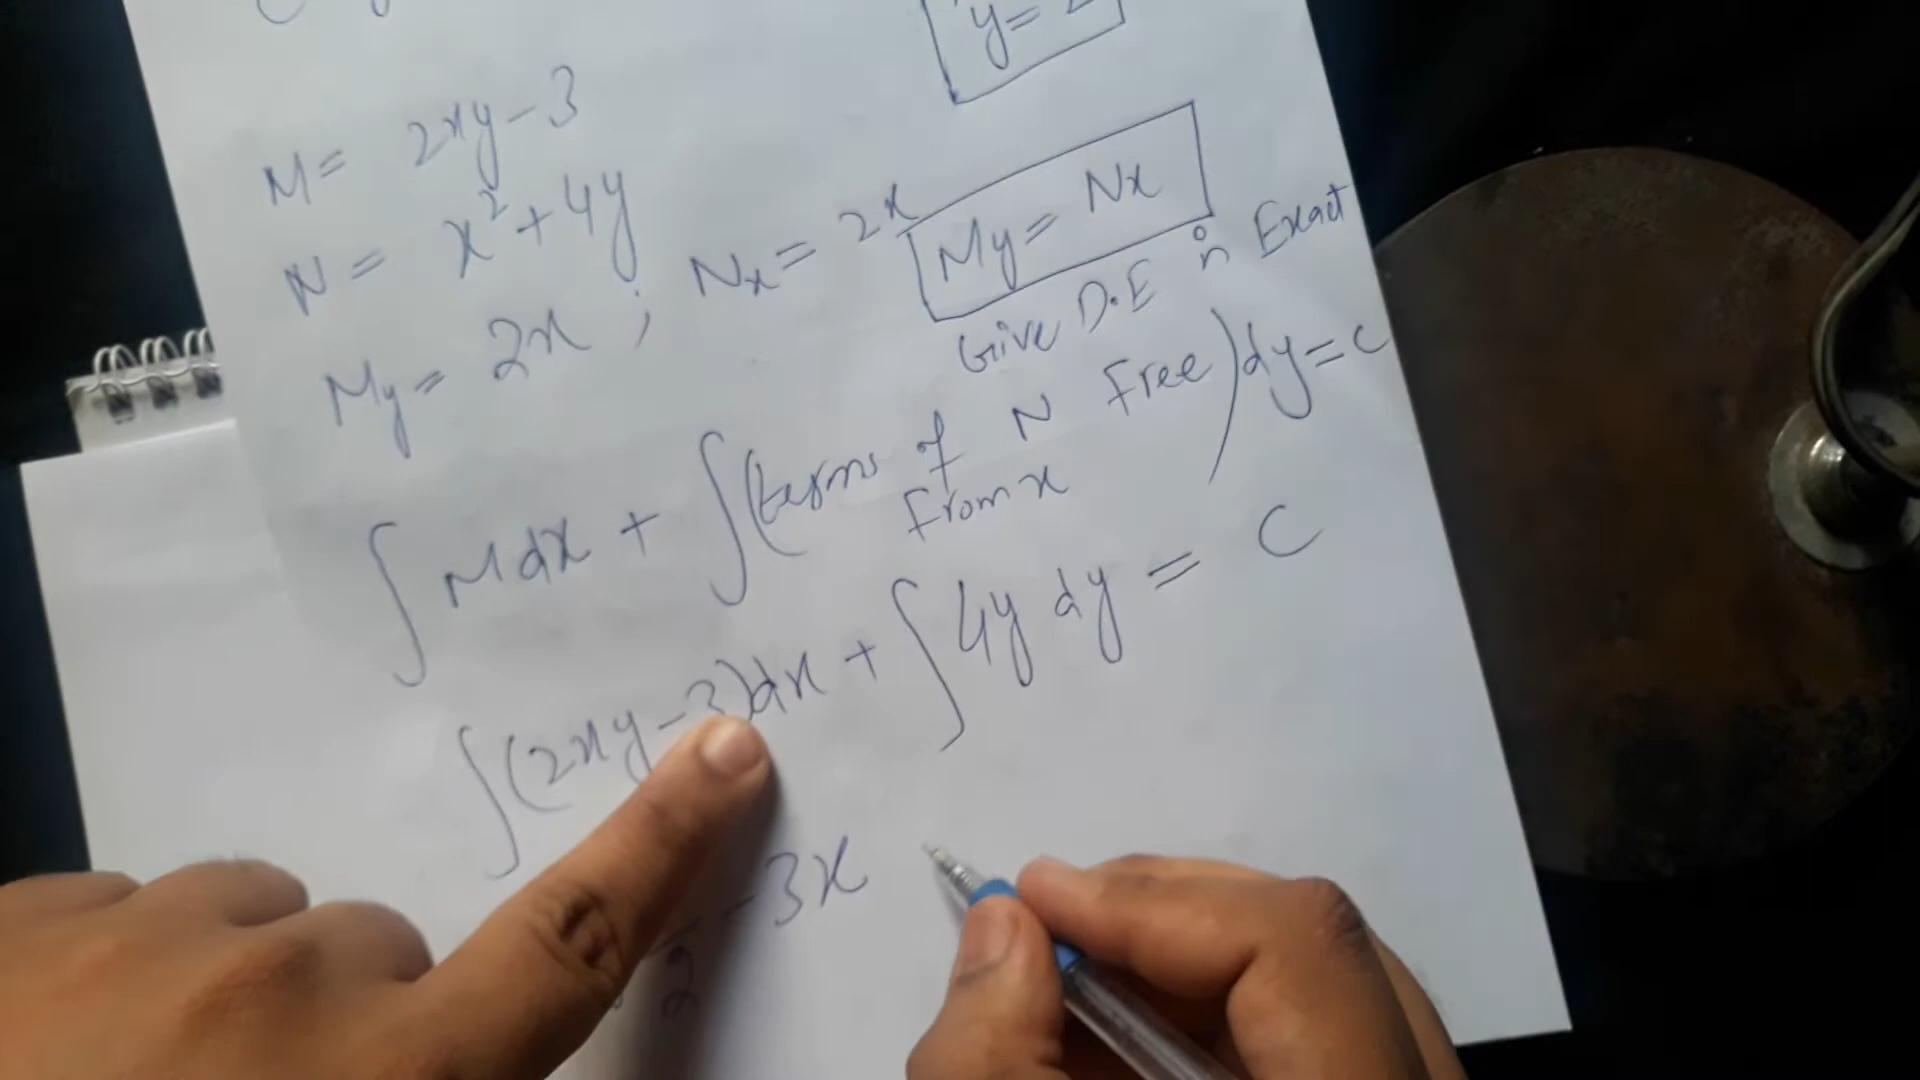 y=
M= 2xy-3
N = x²+4y
My= 2x ; Nx= 2x
My= Nx
Give D.E is Exact
∫Mdx + ∫(terms of N Free From x)dy=c
∫(2xy-3)dx + ∫4y dy = C
2 -3x